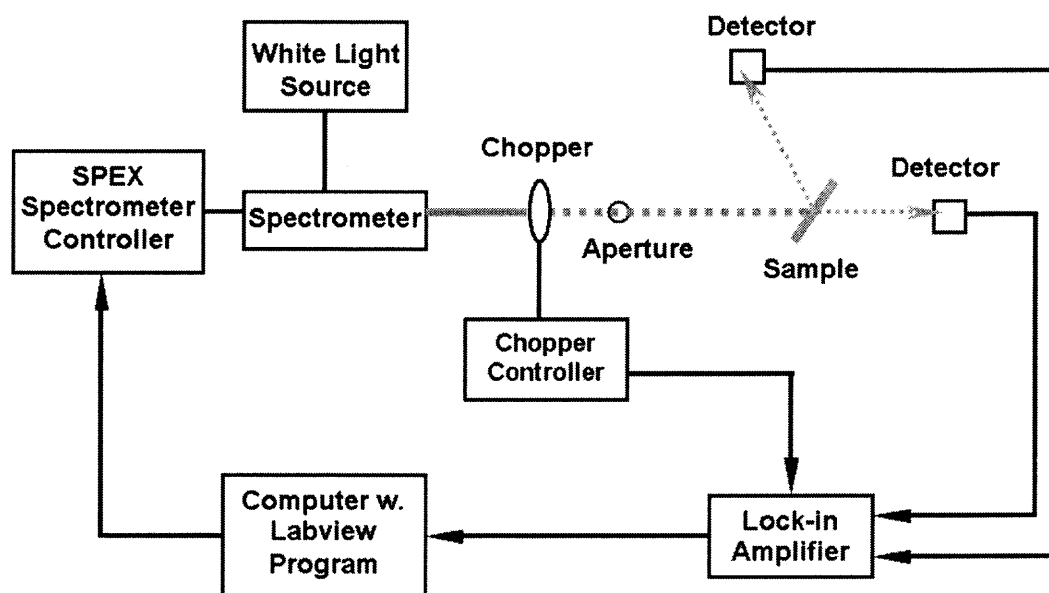 Detector
White Light
Source
Chopper
Detector
SPEX
Spectrometer
Controller
Spectrometer
Aperture
Sample
Chopper
Controller
Computer w.
Labview
Program
Lock-in
Amplifier